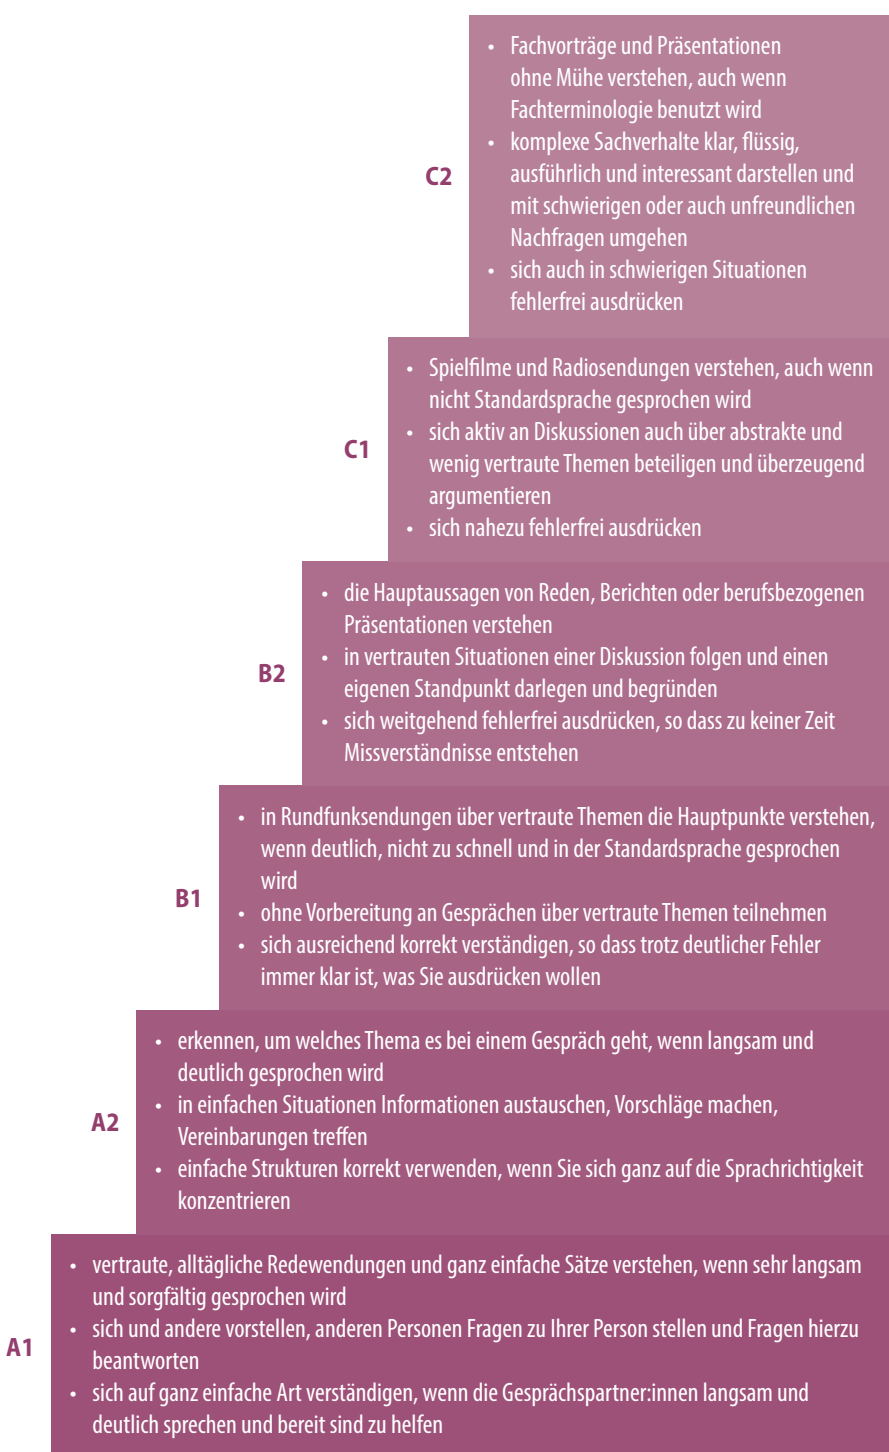 • Fachvorträge und Präsentationen
ohne Mühe verstehen, auch wenn
Fachterminologie benutzt wird
• komplexe Sachverhalte klar, flüssig,
C2
ausführlich und interessant darstellen und
mit schwierigen oder auch unfreundlichen
Nachfragen umgehen
• sich auch in schwierigen Situationen
fehlerfrei ausdrücken
• Spielfilme und Radiosendungen verstehen, auch wenn
nicht Standardsprache gesprochen wird
• sich aktiv an Diskussionen auch über abstrakte und
C1
wenig vertraute Themen beteiligen und überzeugend
argumentieren
• sich nahezu fehlerfrei ausdrücken
• die Hauptaussagen von Reden, Berichten oder berufsbezogenen
Präsentationen verstehen
• in vertrauten Situationen einer Diskussion folgen und einen
B2
eigenen Standpunkt darlegen und begründen
• sich weitgehend fehlerfrei ausdrücken, so dass zu keiner Zeit
Missverständnisse entstehen
• in Rundfunksendungen über vertraute Themen die Hauptpunkte verstehen,
wenn deutlich, nicht zu schnell und in der Standardsprache gesprochen
wird
B1
• ohne Vorbereitung an Gesprächen über vertraute Themen teilnehmen
• sich ausreichend korrekt verständigen, so dass trotz deutlicher Fehler
immer klar ist, was Sie ausdrücken wollen
• erkennen, um welches Thema es bei einem Gespräch geht, wenn langsam und
deutlich gesprochen wird
• in einfachen Situationen Informationen austauschen, Vorschläge machen,
A2
Vereinbarungen treffen
• einfache Strukturen korrekt verwenden, wenn Sie sich ganz auf die Sprachrichtigkeit
konzentrieren
• vertraute, alltägliche Redewendungen und ganz einfache Sätze verstehen, wenn sehr langsam
und sorgfältig gesprochen wird
• sich und andere vorstellen, anderen Personen Fragen zu Ihrer Person stellen und Fragen hierzu
A1
beantworten
• sich auf ganz einfache Art verständigen, wenn die Gesprächspartner:innen langsam und
deutlich sprechen und bereit sind zu helfen